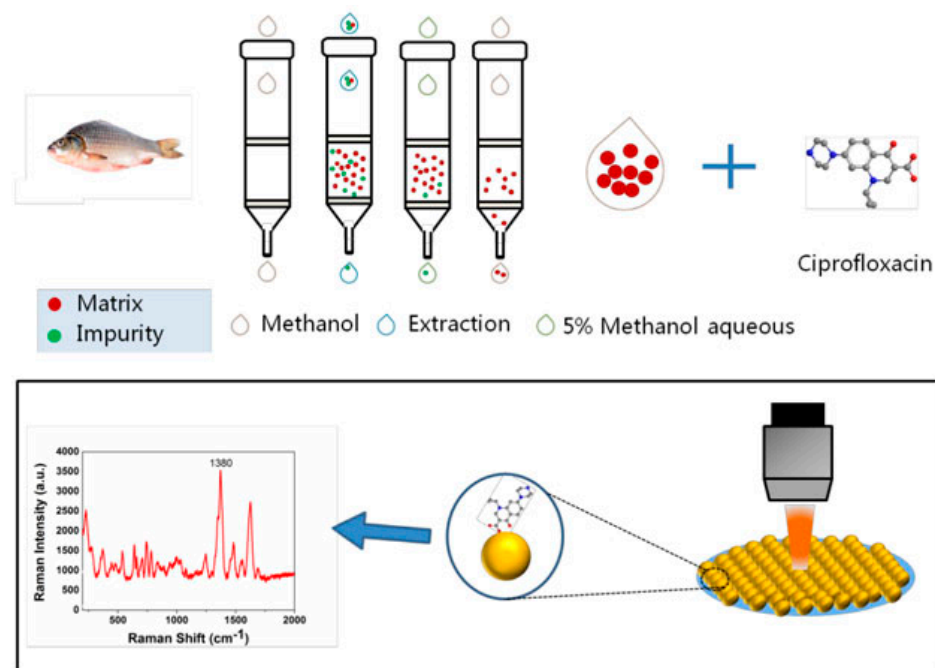 Ciprofloxacin
Matrix
Impurity
Methanol
Extraction
5% Methanol aqueous
4000
3500
3000
2500
2000
1500
1000
500
0
1380
Raman Intensity (a.u.)
500
1000
1500
2000
Raman Shift (cm⁻¹)